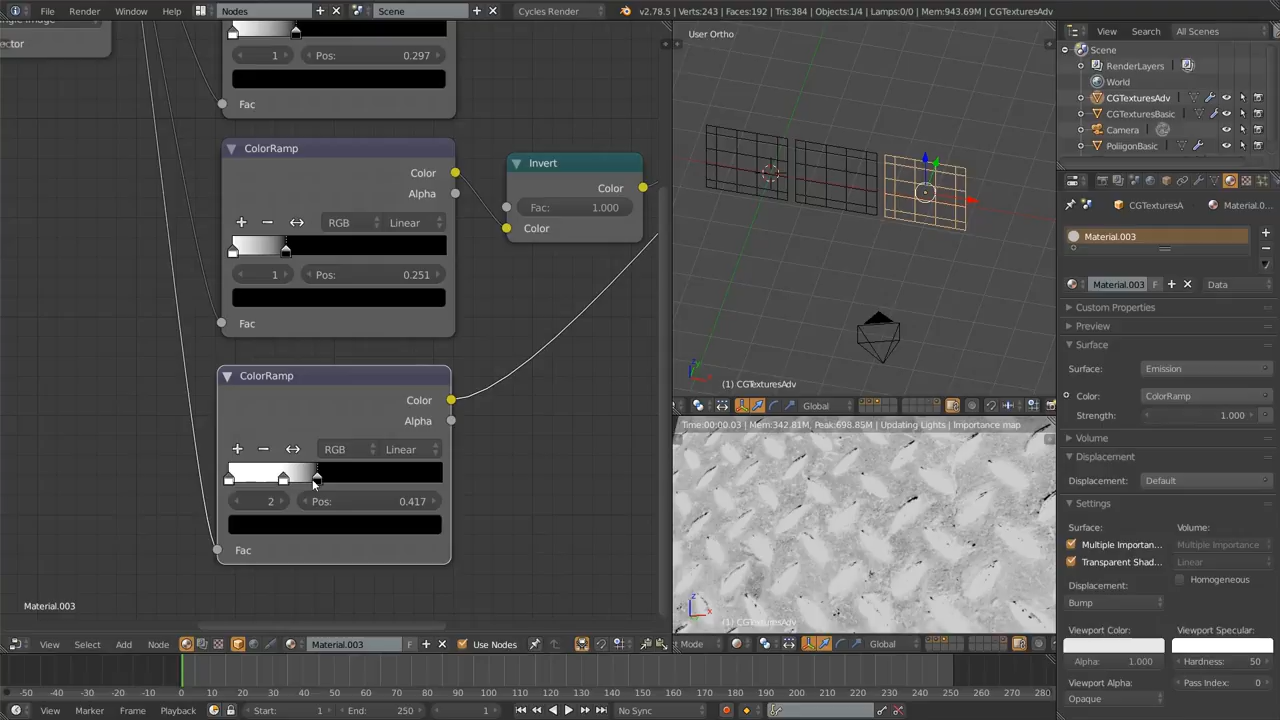 File Render Window Help Nodes Scene Cycles Render v2.78.5 | Verts:243 | Faces:192 | Tris:384 | Objects:1/4 | Lamps:0/0 | Mem:943.69M | CGTexturesAdv
1 Pos: 0.297
Fac
ColorRamp
Color
Alpha
RGB Linear
1 Pos: 0.251
Fac
Invert
Color
Fac: 1.000
Color
ColorRamp
Color
Alpha
RGB Linear
2 Pos: 0.417
Fac
Material.003
View Select Add Node Material.003 F Use Nodes
User Ortho
(1) CGTexturesAdv
Global
Time:00:00.03 | Mem:342.81M, Peak:698.85M | Updating Lights | Importance map
(1) CGTexturesAdv
Mode Global
View Search All Scenes
Scene
RenderLayers
World
CGTexturesAdv
CGTexturesBasic
Camera
PoliigonBasic
CGTexturesA Material.0...
Material.003
Material.003 F Data
Custom Properties
Preview
Surface
Surface: Emission
Color: ColorRamp
Strength: 1.000
Volume
Displacement
Displacement: Default
Settings
Surface: Volume:
Multiple Importan... Multiple Importance
Transparent Shad... Linear
Homogeneous
Displacement:
Bump
Viewport Color: Viewport Specular:
Alpha: 1.000 Hardness: 50
Viewport Alpha: Pass Index: 0
Opaque
-50 -40 -30 -20 -10 0 10 20 30 40 50 60 70 80 90 100 110 120 130 140 150 160 170 180 190 200 210 220 230 240 250 260 270 280
View Marker Frame Playback Start: 1 End: 250 1 No Sync